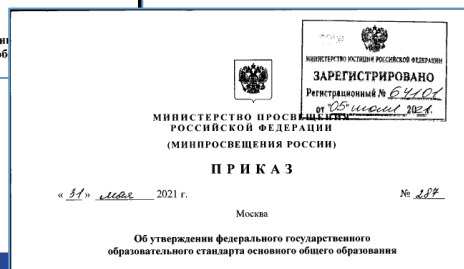 МИНИСТЕРСТВО ЮСТИЦИИ РОССИЙСКОЙ ФЕДЕРАЦИИ
ЗАРЕГИСТРИРОВАНО
Регистрационный № 64101
от "05" июля 2021.
МИНИСТЕРСТВО ПРОСВЕЩЕНИЯ
РОССИЙСКОЙ ФЕДЕРАЦИИ
(МИНПРОСВЕЩЕНИЯ РОССИИ)
ПРИКАЗ
« 31 » мая 2021 г.
№ 287
Москва
Об утверждении федерального государственного
образовательного стандарта основного общего образования